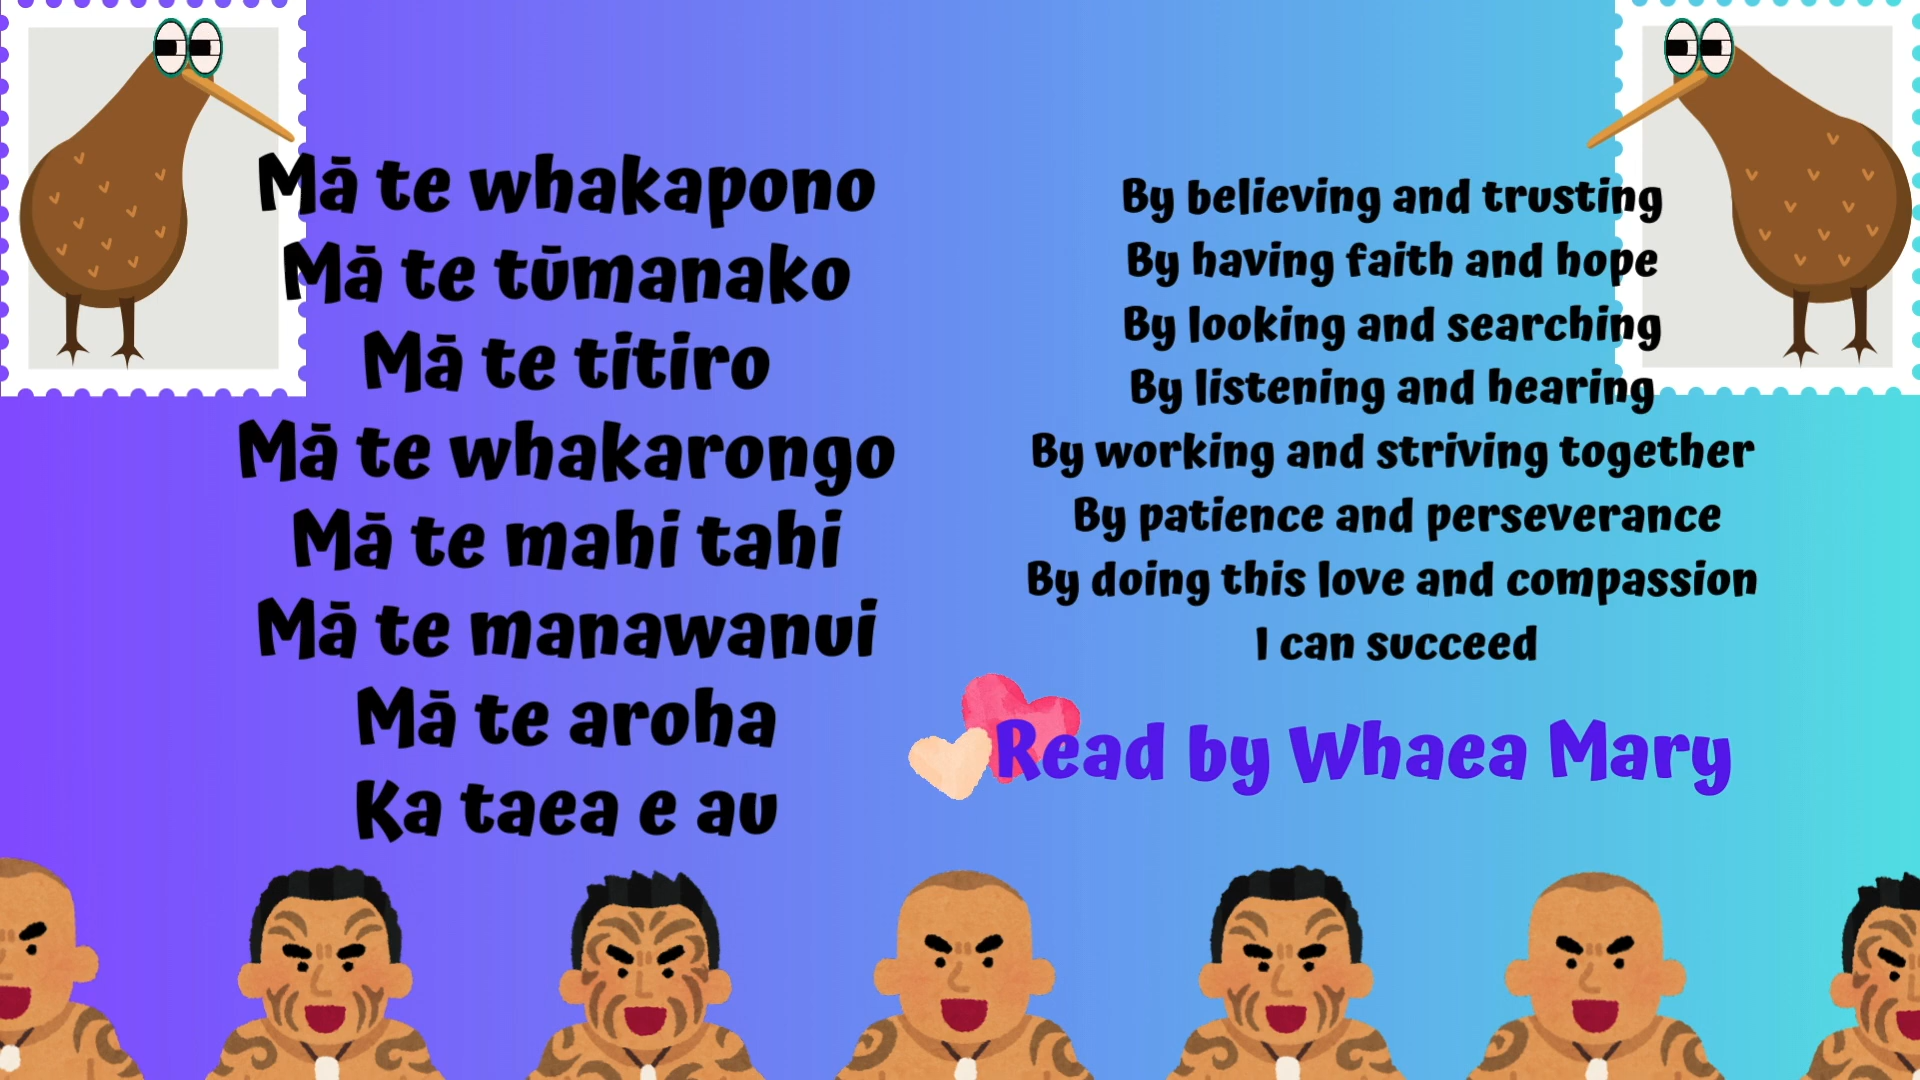 Mā te whakapono
Mā te tūmanako
Mā te titiro
Mā te whakarongo
Mā te mahi tahi
Mā te manawanui
Mā te aroha
Ka taea e au
By believing and trusting
By having faith and hope
By looking and searching
By listening and hearing
By working and striving together
By patience and perseverance
By doing this love and compassion
I can succeed
Read by Whaea Mary